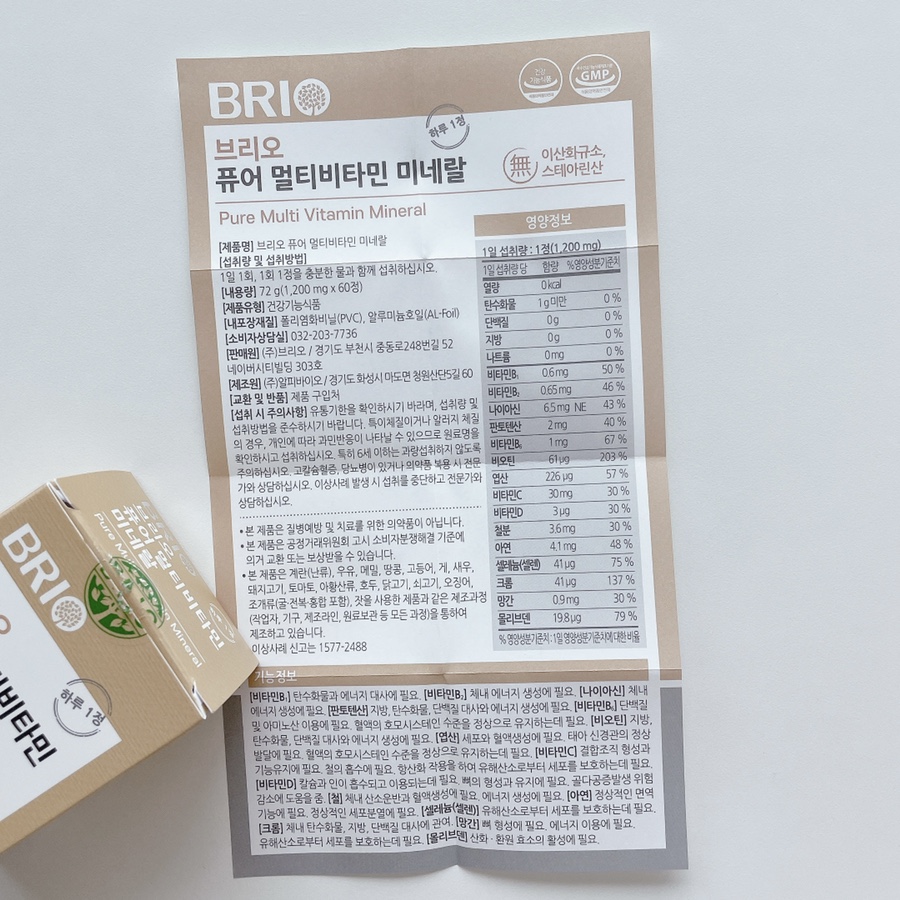 BRIO
건강
기능식품
GMP
하루 1정
브리오
퓨어 멀티비타민 미네랄
無 이산화규소,
스테아린산
Pure Multi Vitamin Mineral
[제품명] 브리오 퓨어 멀티비타민 미네랄
[섭취량 및 섭취방법]
1일 1회, 1회 1정을 충분한 물과 함께 섭취하십시오.
[내용량] 72 g(1,200 mg x 60정)
[제품유형] 건강기능식품
[내포장재질] 폴리염화비닐(PVC), 알루미늄호일(AL-Foil)
[소비자상담실] 032-203-7736
[판매원] (주)브리오 / 경기도 부천시 중동로248번길 52
네이버시티빌딩 303호
[제조원] (주)알피바이오 / 경기도 화성시 마도면 청원산단5길 60
[교환 및 반품] 제품 구입처
[섭취 시 주의사항] 유통기한을 확인하시기 바라며, 섭취량 및
섭취방법을 준수하시기 바랍니다. 특이체질이거나 알러지 체질
의 경우, 개인에 따라 과민반응이 나타날 수 있으므로 원료명을
확인하시고 섭취하십시오. 특히 6세 이하는 과량섭취하지 않도록
주의하십시오. 고칼슘혈증, 당뇨병이 있거나 의약품 복용 시 전문
가와 상담하십시오. 이상사례 발생 시 섭취를 중단하고 전문가와
상담하십시오.
• 본 제품은 질병예방 및 치료를 위한 의약품이 아닙니다.
• 본 제품은 공정거래위원회 고시 소비자분쟁해결 기준에
의거 교환 또는 보상받을 수 있습니다.
• 본 제품은 계란(난류), 우유, 메밀, 땅콩, 고등어, 게, 새우,
돼지고기, 토마토, 아황산류, 호두, 닭고기, 쇠고기, 오징어,
조개류(굴·전복·홍합 포함), 잣을 사용한 제품과 같은 제조과정
(작업자, 기구, 제조라인, 원료보관 등 모든 과정)을 통하여
제조하고 있습니다.
이상사례 신고는 1577-2488
영양정보
1일 섭취량 : 1정(1,200 mg)
1일 섭취량 당 함량 %영양성분기준치
열량 0 kcal
탄수화물 1 g 미만 0 %
단백질 0 g 0 %
지방 0 g 0 %
나트륨 0 mg 0 %
비타민B₁ 0.6 mg 50 %
비타민B₂ 0.65 mg 46 %
나이아신 6.5 mg NE 43 %
판토텐산 2 mg 40 %
비타민B₆ 1 mg 67 %
비오틴 61 μg 203 %
엽산 226 μg 57 %
비타민C 30 mg 30 %
비타민D 3 μg 30 %
철분 3.6 mg 30 %
아연 4.1 mg 48 %
셀레늄(셀렌) 41 μg 75 %
크롬 41 μg 137 %
망간 0.9 mg 30 %
몰리브덴 19.8 μg 79 %
% 영양성분기준치 : 1일 영양성분기준치에 대한 비율
기능정보
[비타민B₁] 탄수화물과 에너지 대사에 필요. [비타민B₂] 체내 에너지 생성에 필요. [나이아신] 체내
에너지 생성에 필요. [판토텐산] 지방, 탄수화물, 단백질 대사와 에너지 생성에 필요. [비타민B₆] 단백질
및 아미노산 이용에 필요. 혈액의 호모시스테인 수준을 정상으로 유지하는데 필요. [비오틴] 지방,
탄수화물, 단백질 대사와 에너지 생성에 필요. [엽산] 세포와 혈액생성에 필요. 태아 신경관의 정상
발달에 필요. 혈액의 호모시스테인 수준을 정상으로 유지하는데 필요. [비타민C] 결합조직 형성과
기능유지에 필요. 철의 흡수에 필요. 항산화 작용을 하여 유해산소로부터 세포를 보호하는데 필요.
[비타민D] 칼슘과 인이 흡수되고 이용되는데 필요. 뼈의 형성과 유지에 필요. 골다공증발생 위험
감소에 도움을 줌. [철] 체내 산소운반과 혈액생성에 필요. 에너지 생성에 필요. [아연] 정상적인 면역
기능에 필요. 정상적인 세포분열에 필요. [셀레늄(셀렌)] 유해산소로부터 세포를 보호하는데 필요.
[크롬] 체내 탄수화물, 지방, 단백질 대사에 관여. [망간] 뼈 형성에 필요. 에너지 이용에 필요.
유해산소로부터 세포를 보호하는데 필요. [몰리브덴] 산화·환원 효소의 활성에 필요.
BRIO
오
비타민
하루 1정
퓨어 멀티비타민
미네랄
Mineral